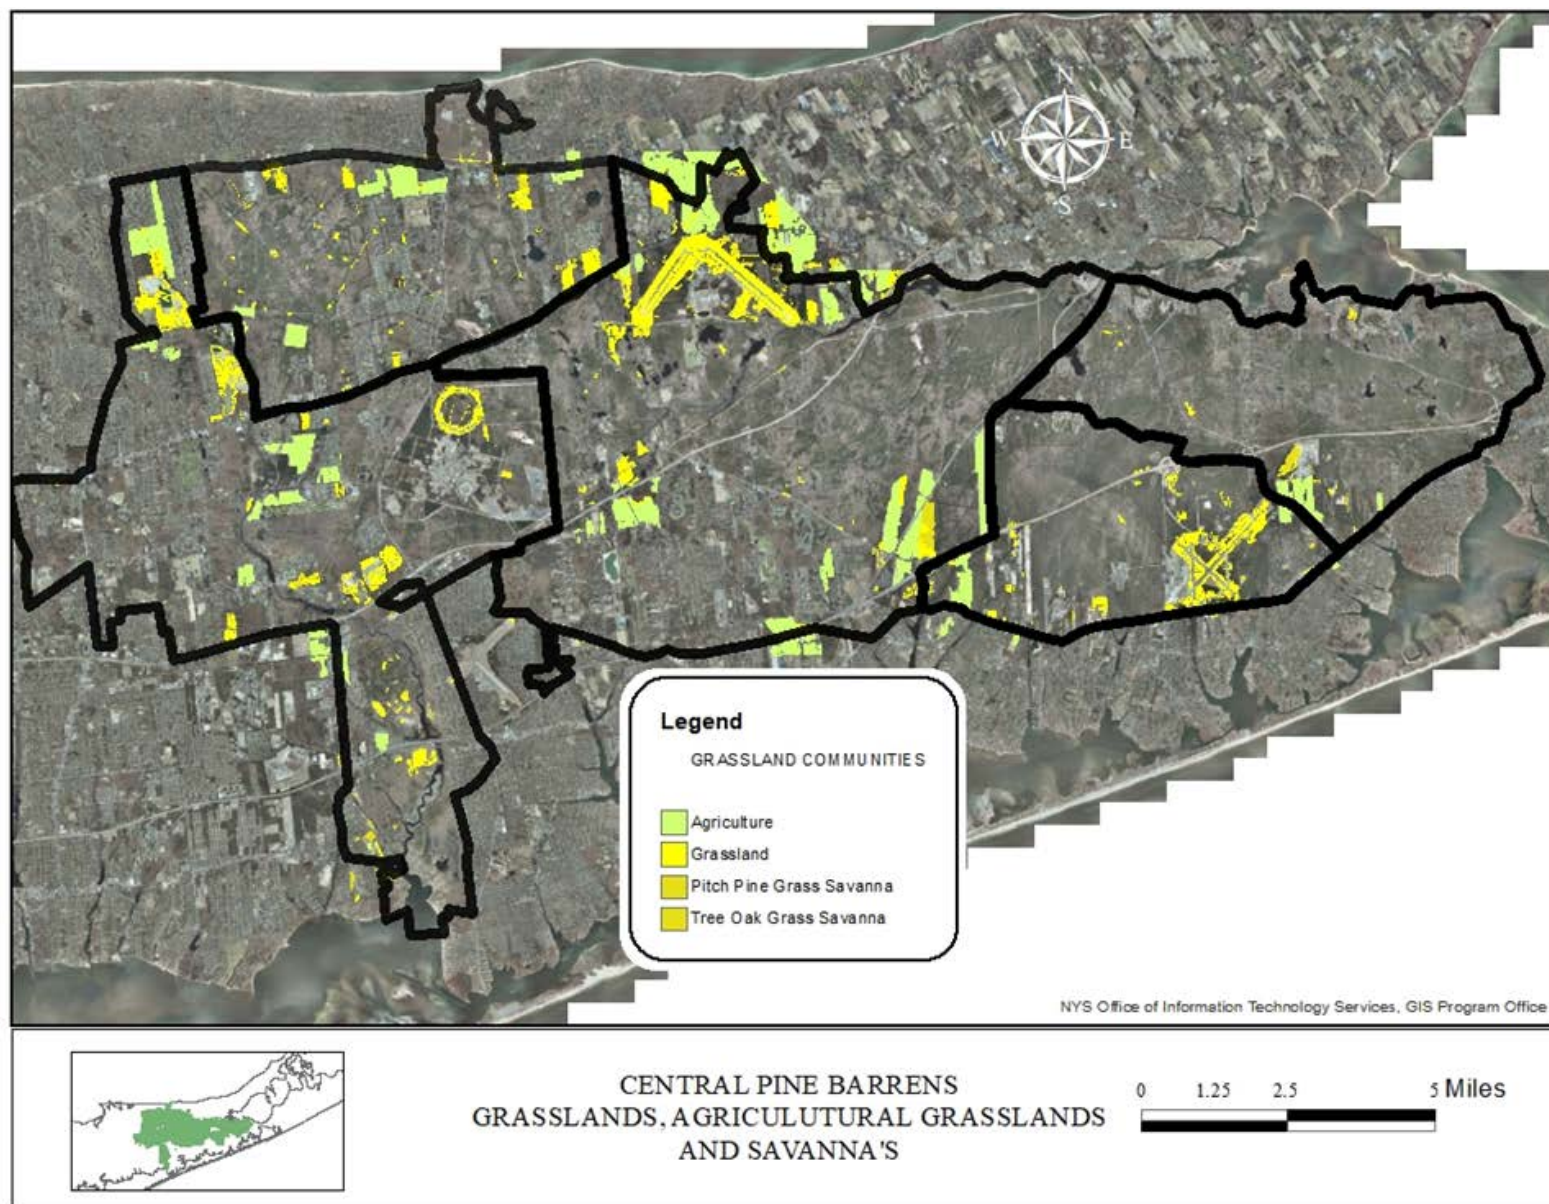 N
W
E
S
Legend
GRASSLAND COMMUNITIES
Agriculture
Grassland
Pitch Pine Grass Savanna
Tree Oak Grass Savanna
NYS Office of Information Technology Services, GIS Program Office
CENTRAL PINE BARRENS
GRASSLANDS, AGRICULUTURAL GRASSLANDS
AND SAVANNA'S
0 1.25 2.5 5 Miles